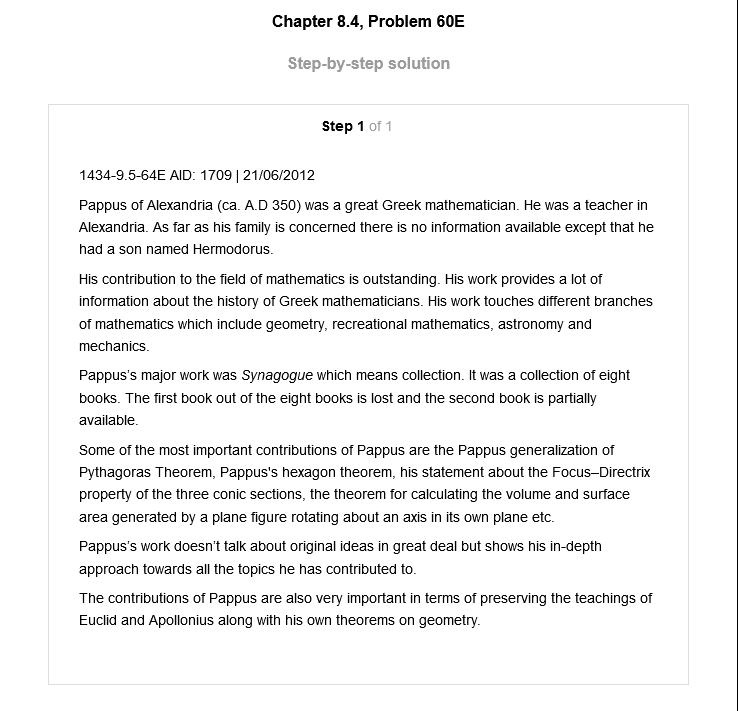 Chapter 8.4, Problem 60E
Step-by-step solution
Step 1 of 1
1434-9.5-64E AID: 1709 | 21/06/2012
Pappus of Alexandria (ca. A.D 350) was a great Greek mathematician. He was a teacher in
Alexandria. As far as his family is concerned there is no information available except that he
had a son named Hermodorus.
His contribution to the field of mathematics is outstanding. His work provides a lot of
information about the history of Greek mathematicians. His work touches different branches
of mathematics which include geometry, recreational mathematics, astronomy and
mechanics.
Pappus's major work was Synagogue which means collection. It was a collection of eight
books. The first book out of the eight books is lost and the second book is partially
available.
Some of the most important contributions of Pappus are the Pappus generalization of
Pythagoras Theorem, Pappus's hexagon theorem, his statement about the Focus–Directrix
property of the three conic sections, the theorem for calculating the volume and surface
area generated by a plane figure rotating about an axis in its own plane etc.
Pappus's work doesn't talk about original ideas in great deal but shows his in-depth
approach towards all the topics he has contributed to.
The contributions of Pappus are also very important in terms of preserving the teachings of
Euclid and Apollonius along with his own theorems on geometry.